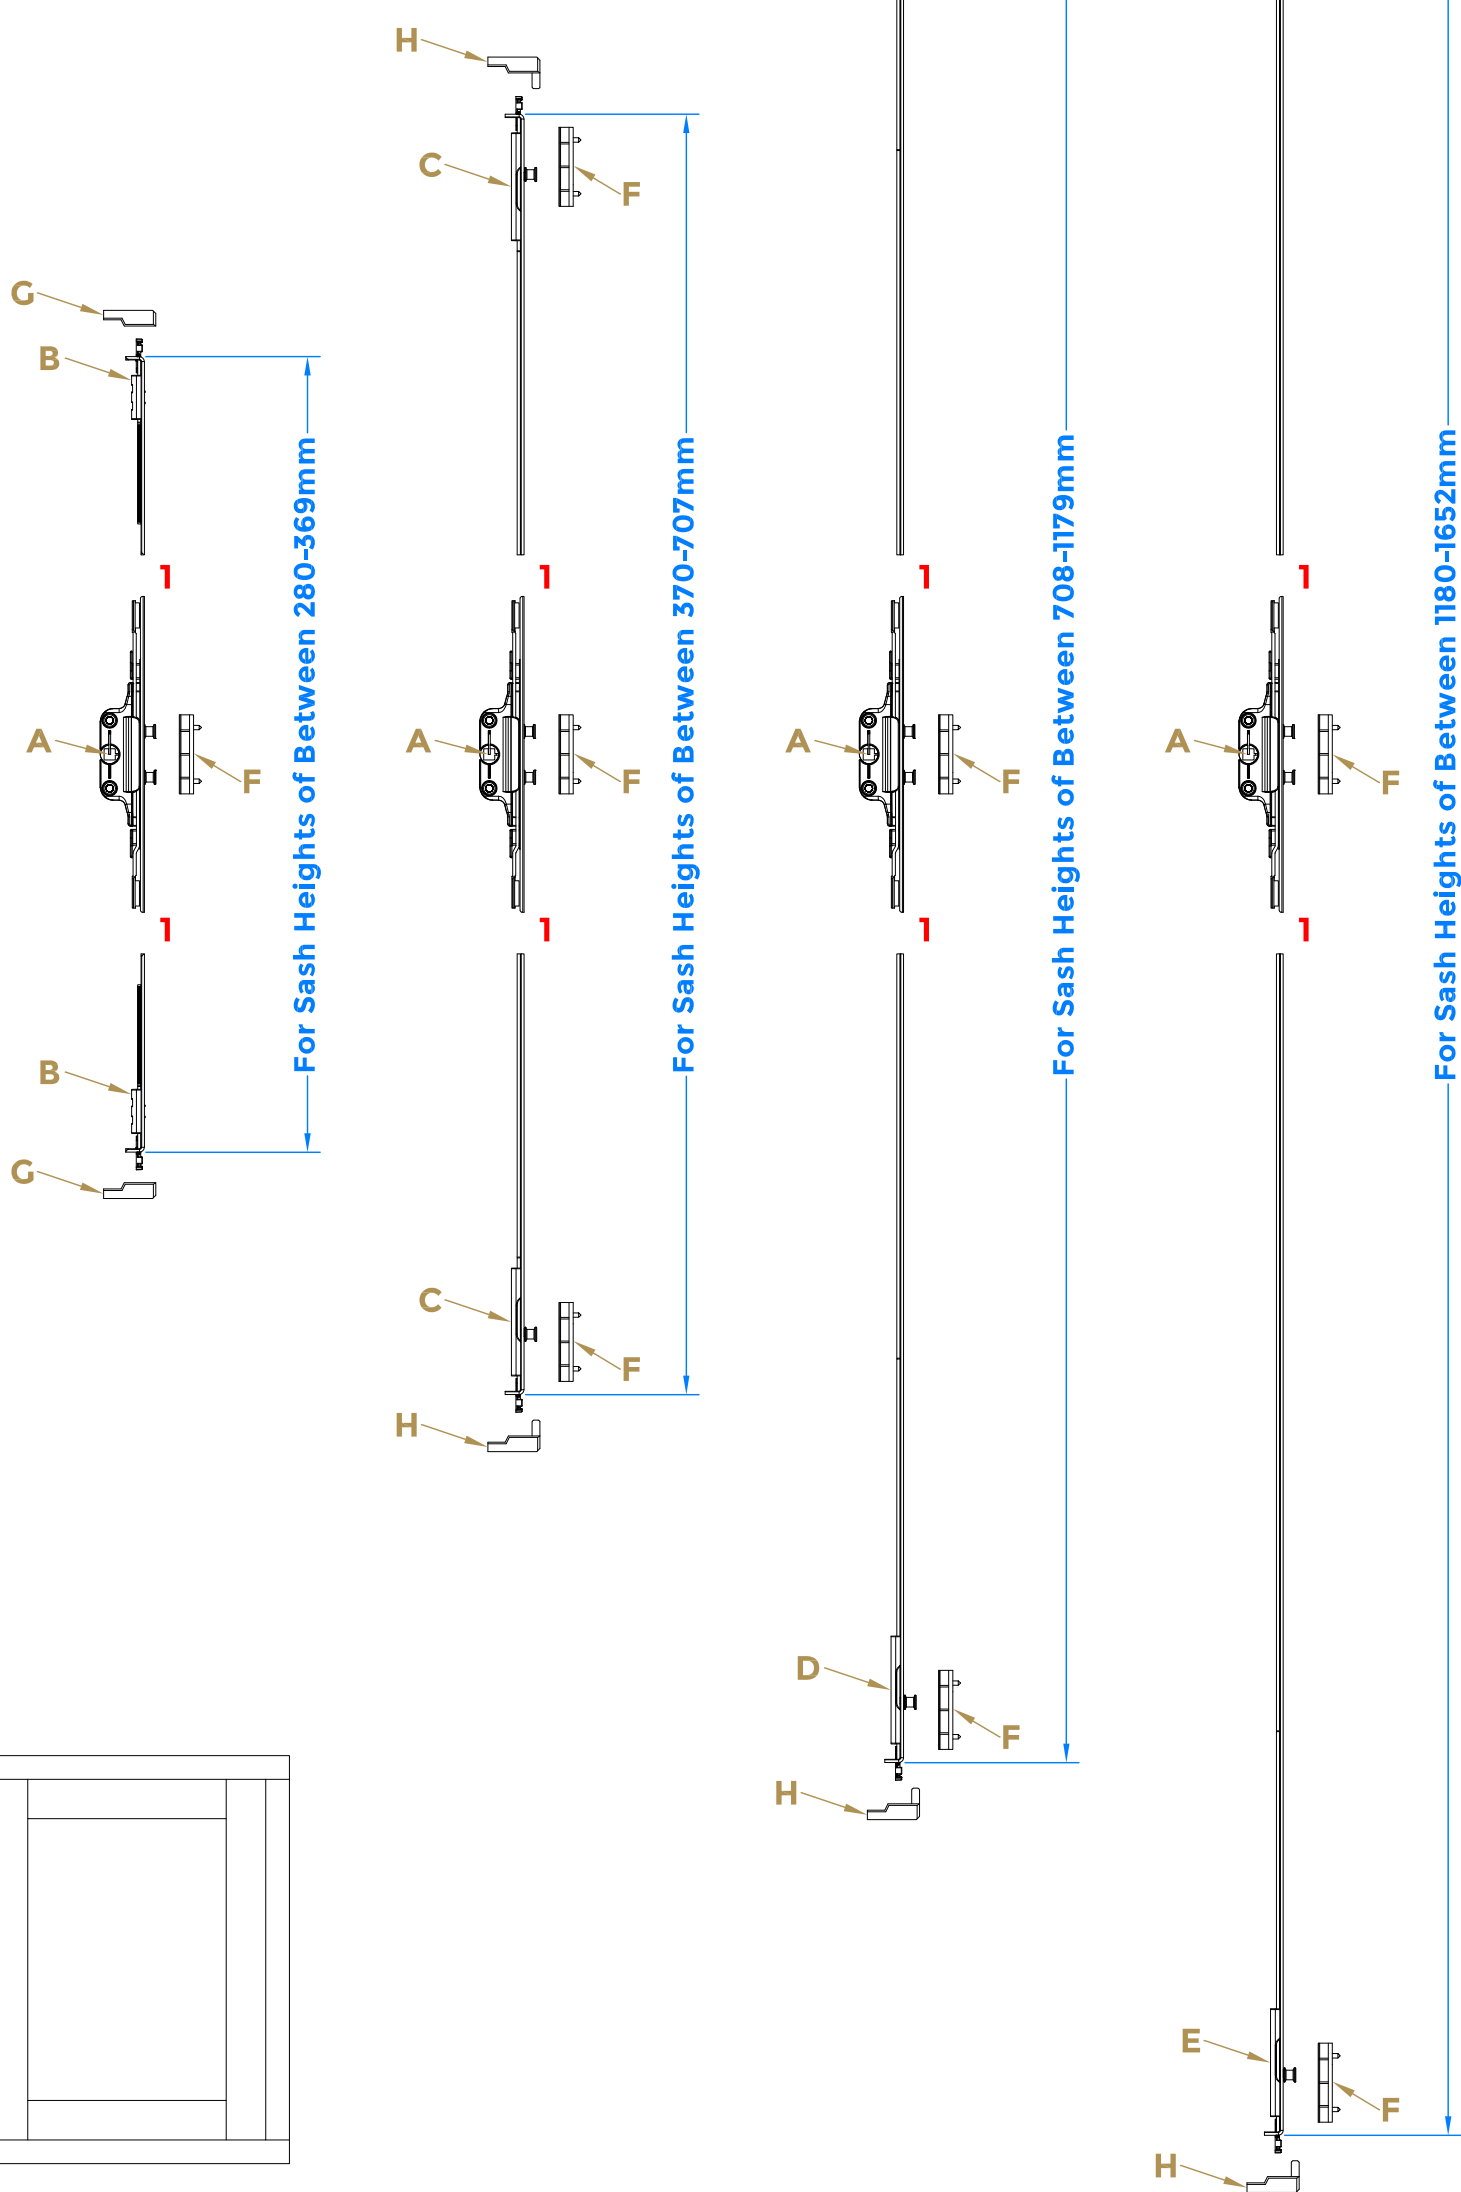 H
C
F
G
B
1
1
1
1
A
F
A
F
A
F
A
F
For Sash Heights of Between 280-369mm
For Sash Heights of Between 370-707mm
For Sash Heights of Between 708-1179mm
For Sash Heights of Between 1180-1652mm
1
1
1
1
B
G
C
F
H
D
F
H
E
F
H